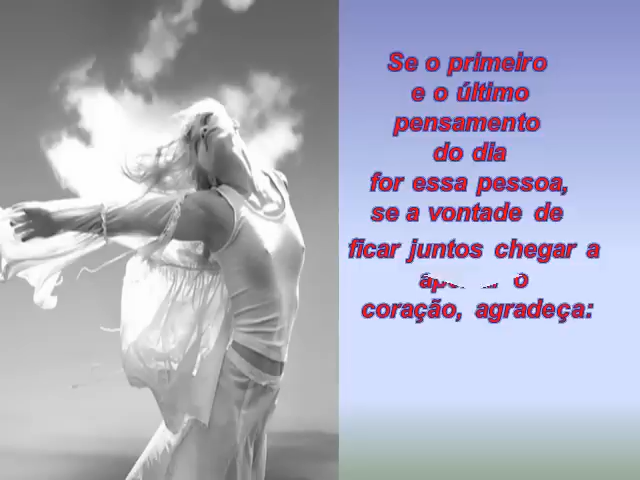 Se o primeiro
e o último
pensamento
do dia
for essa pessoa,
se a vontade de
ficar juntos chegar a
o
coração, agradeça: